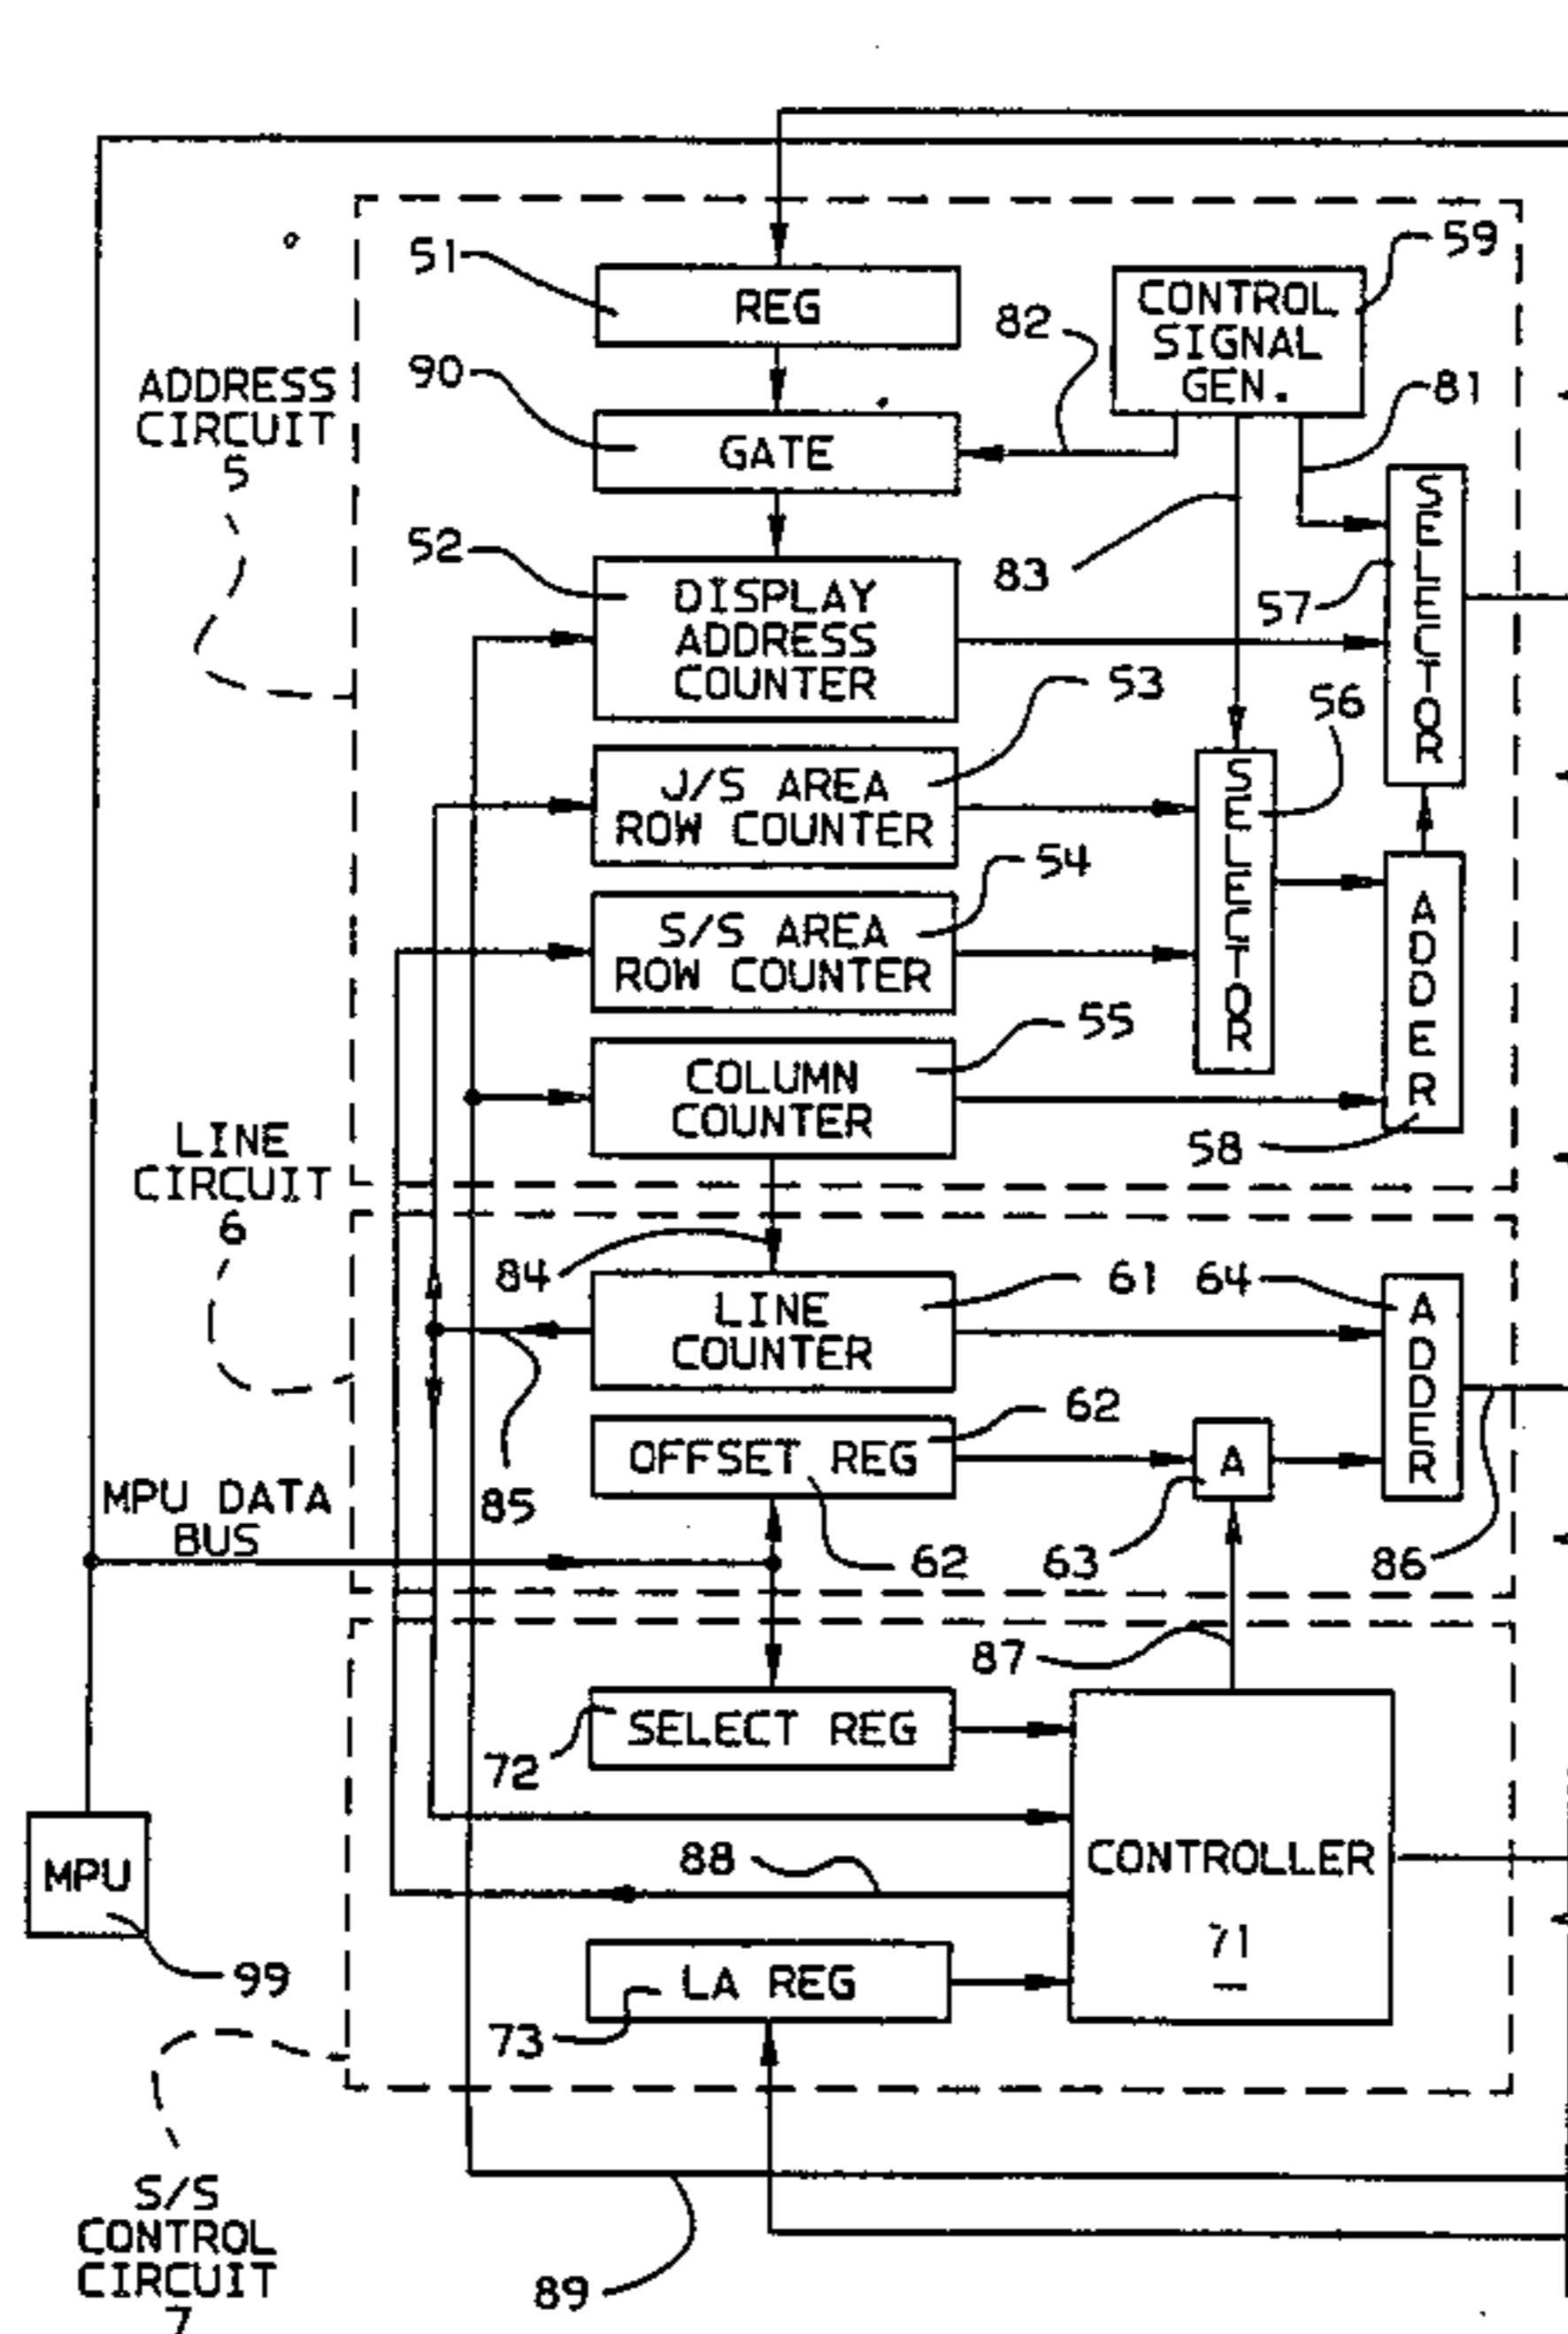 51
REG
CONTROL
SIGNAL
GEN.
59
82
90
GATE
81
ADDRESS
CIRCUIT
5
SELECTOR
57
52
DISPLAY
ADDRESS
COUNTER
83
53
56
J/S AREA
ROW COUNTER
SELECTOR
54
S/S AREA
ROW COUNTER
ADDER
55
COLUMN
COUNTER
58
LINE
CIRCUIT
6
84
LINE
COUNTER
61
64
ADDER
85
OFFSET REG
62
A
63
62
86
MPU DATA
BUS
87
SELECT REG
72
CONTROLLER
71
88
MPU
99
LA REG
73
S/S
CONTROL
CIRCUIT
7
89